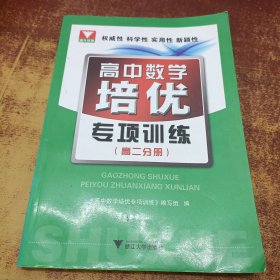 权威性 科学性 实用性 新颖性
高中数学
培优
专项训练
(高二分册)
GAOZHONG SHUXUE
PEIYOU ZHUANXIANG XUNLIAN
《高中数学培优专项训练》编写组 编
浙江大学出版社